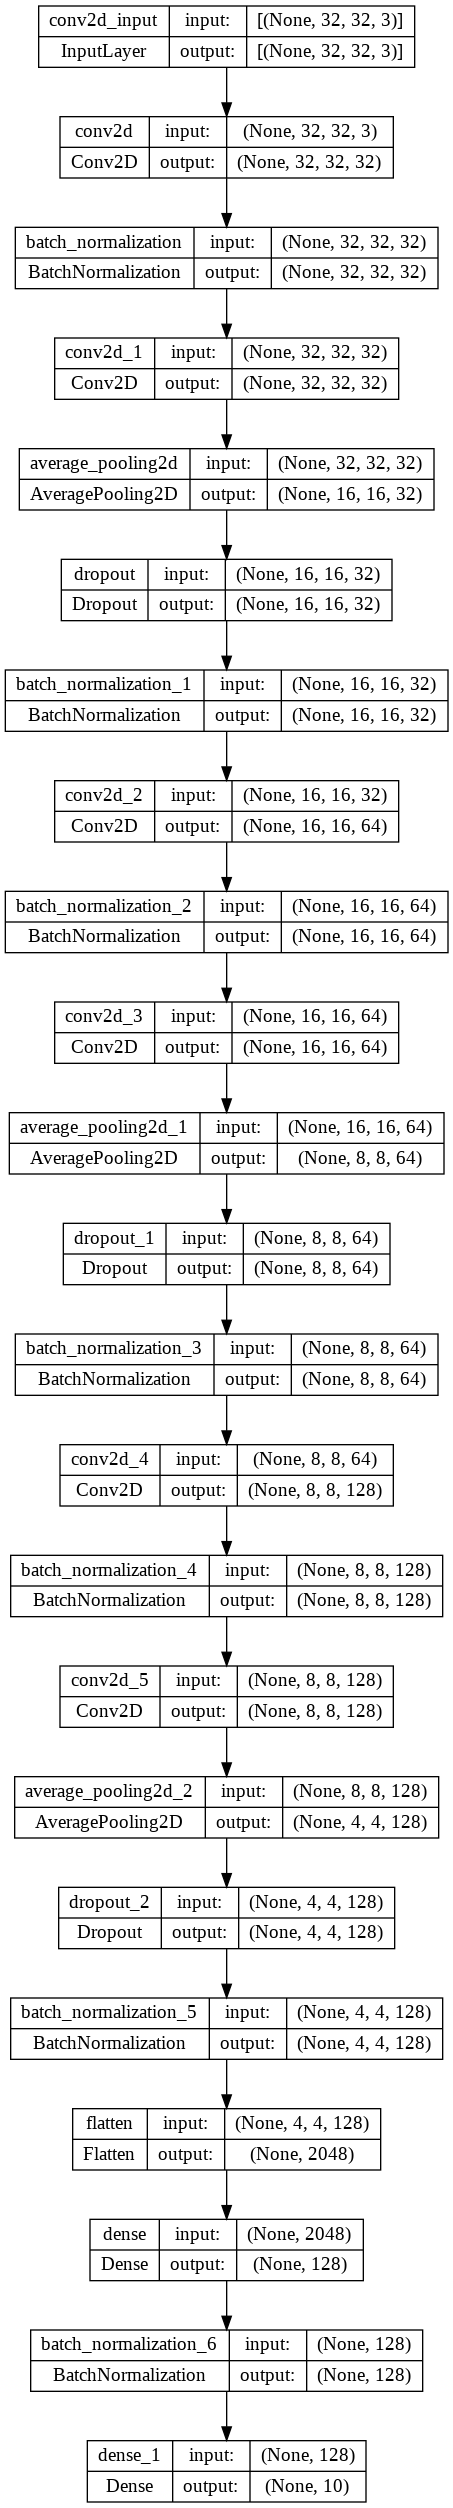 conv2d_input input: [(None, 32, 32, 3)]
InputLayer output: [(None, 32, 32, 3)]
conv2d input: (None, 32, 32, 3)
Conv2D output: (None, 32, 32, 32)
batch_normalization input: (None, 32, 32, 32)
BatchNormalization output: (None, 32, 32, 32)
conv2d_1 input: (None, 32, 32, 32)
Conv2D output: (None, 32, 32, 32)
average_pooling2d input: (None, 32, 32, 32)
AveragePooling2D output: (None, 16, 16, 32)
dropout input: (None, 16, 16, 32)
Dropout output: (None, 16, 16, 32)
batch_normalization_1 input: (None, 16, 16, 32)
BatchNormalization output: (None, 16, 16, 32)
conv2d_2 input: (None, 16, 16, 32)
Conv2D output: (None, 16, 16, 64)
batch_normalization_2 input: (None, 16, 16, 64)
BatchNormalization output: (None, 16, 16, 64)
conv2d_3 input: (None, 16, 16, 64)
Conv2D output: (None, 16, 16, 64)
average_pooling2d_1 input: (None, 16, 16, 64)
AveragePooling2D output: (None, 8, 8, 64)
dropout_1 input: (None, 8, 8, 64)
Dropout output: (None, 8, 8, 64)
batch_normalization_3 input: (None, 8, 8, 64)
BatchNormalization output: (None, 8, 8, 64)
conv2d_4 input: (None, 8, 8, 64)
Conv2D output: (None, 8, 8, 128)
batch_normalization_4 input: (None, 8, 8, 128)
BatchNormalization output: (None, 8, 8, 128)
conv2d_5 input: (None, 8, 8, 128)
Conv2D output: (None, 8, 8, 128)
average_pooling2d_2 input: (None, 8, 8, 128)
AveragePooling2D output: (None, 4, 4, 128)
dropout_2 input: (None, 4, 4, 128)
Dropout output: (None, 4, 4, 128)
batch_normalization_5 input: (None, 4, 4, 128)
BatchNormalization output: (None, 4, 4, 128)
flatten input: (None, 4, 4, 128)
Flatten output: (None, 2048)
dense input: (None, 2048)
Dense output: (None, 128)
batch_normalization_6 input: (None, 128)
BatchNormalization output: (None, 128)
dense_1 input: (None, 128)
Dense output: (None, 10)